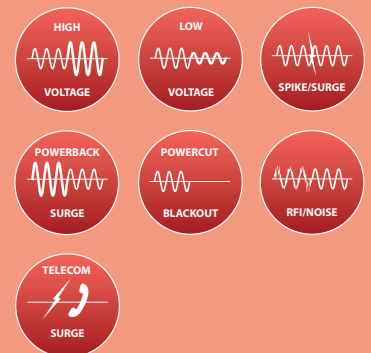 HIGH
VOLTAGE
LOW
VOLTAGE
SPIKE/SURGE
POWERBACK
SURGE
POWERCUT
BLACKOUT
RFI/NOISE
TELECOM
SURGE